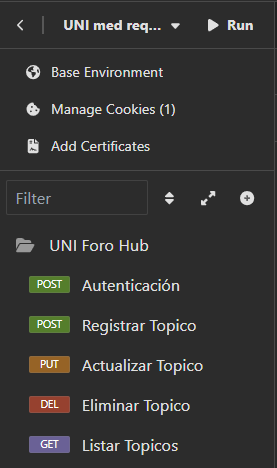 UNI med req... Run
Base Environment
Manage Cookies (1)
Add Certificates
Filter
UNI Foro Hub
POST Autenticación
POST Registrar Topico
PUT Actualizar Topico
DEL Eliminar Topico
GET Listar Topicos